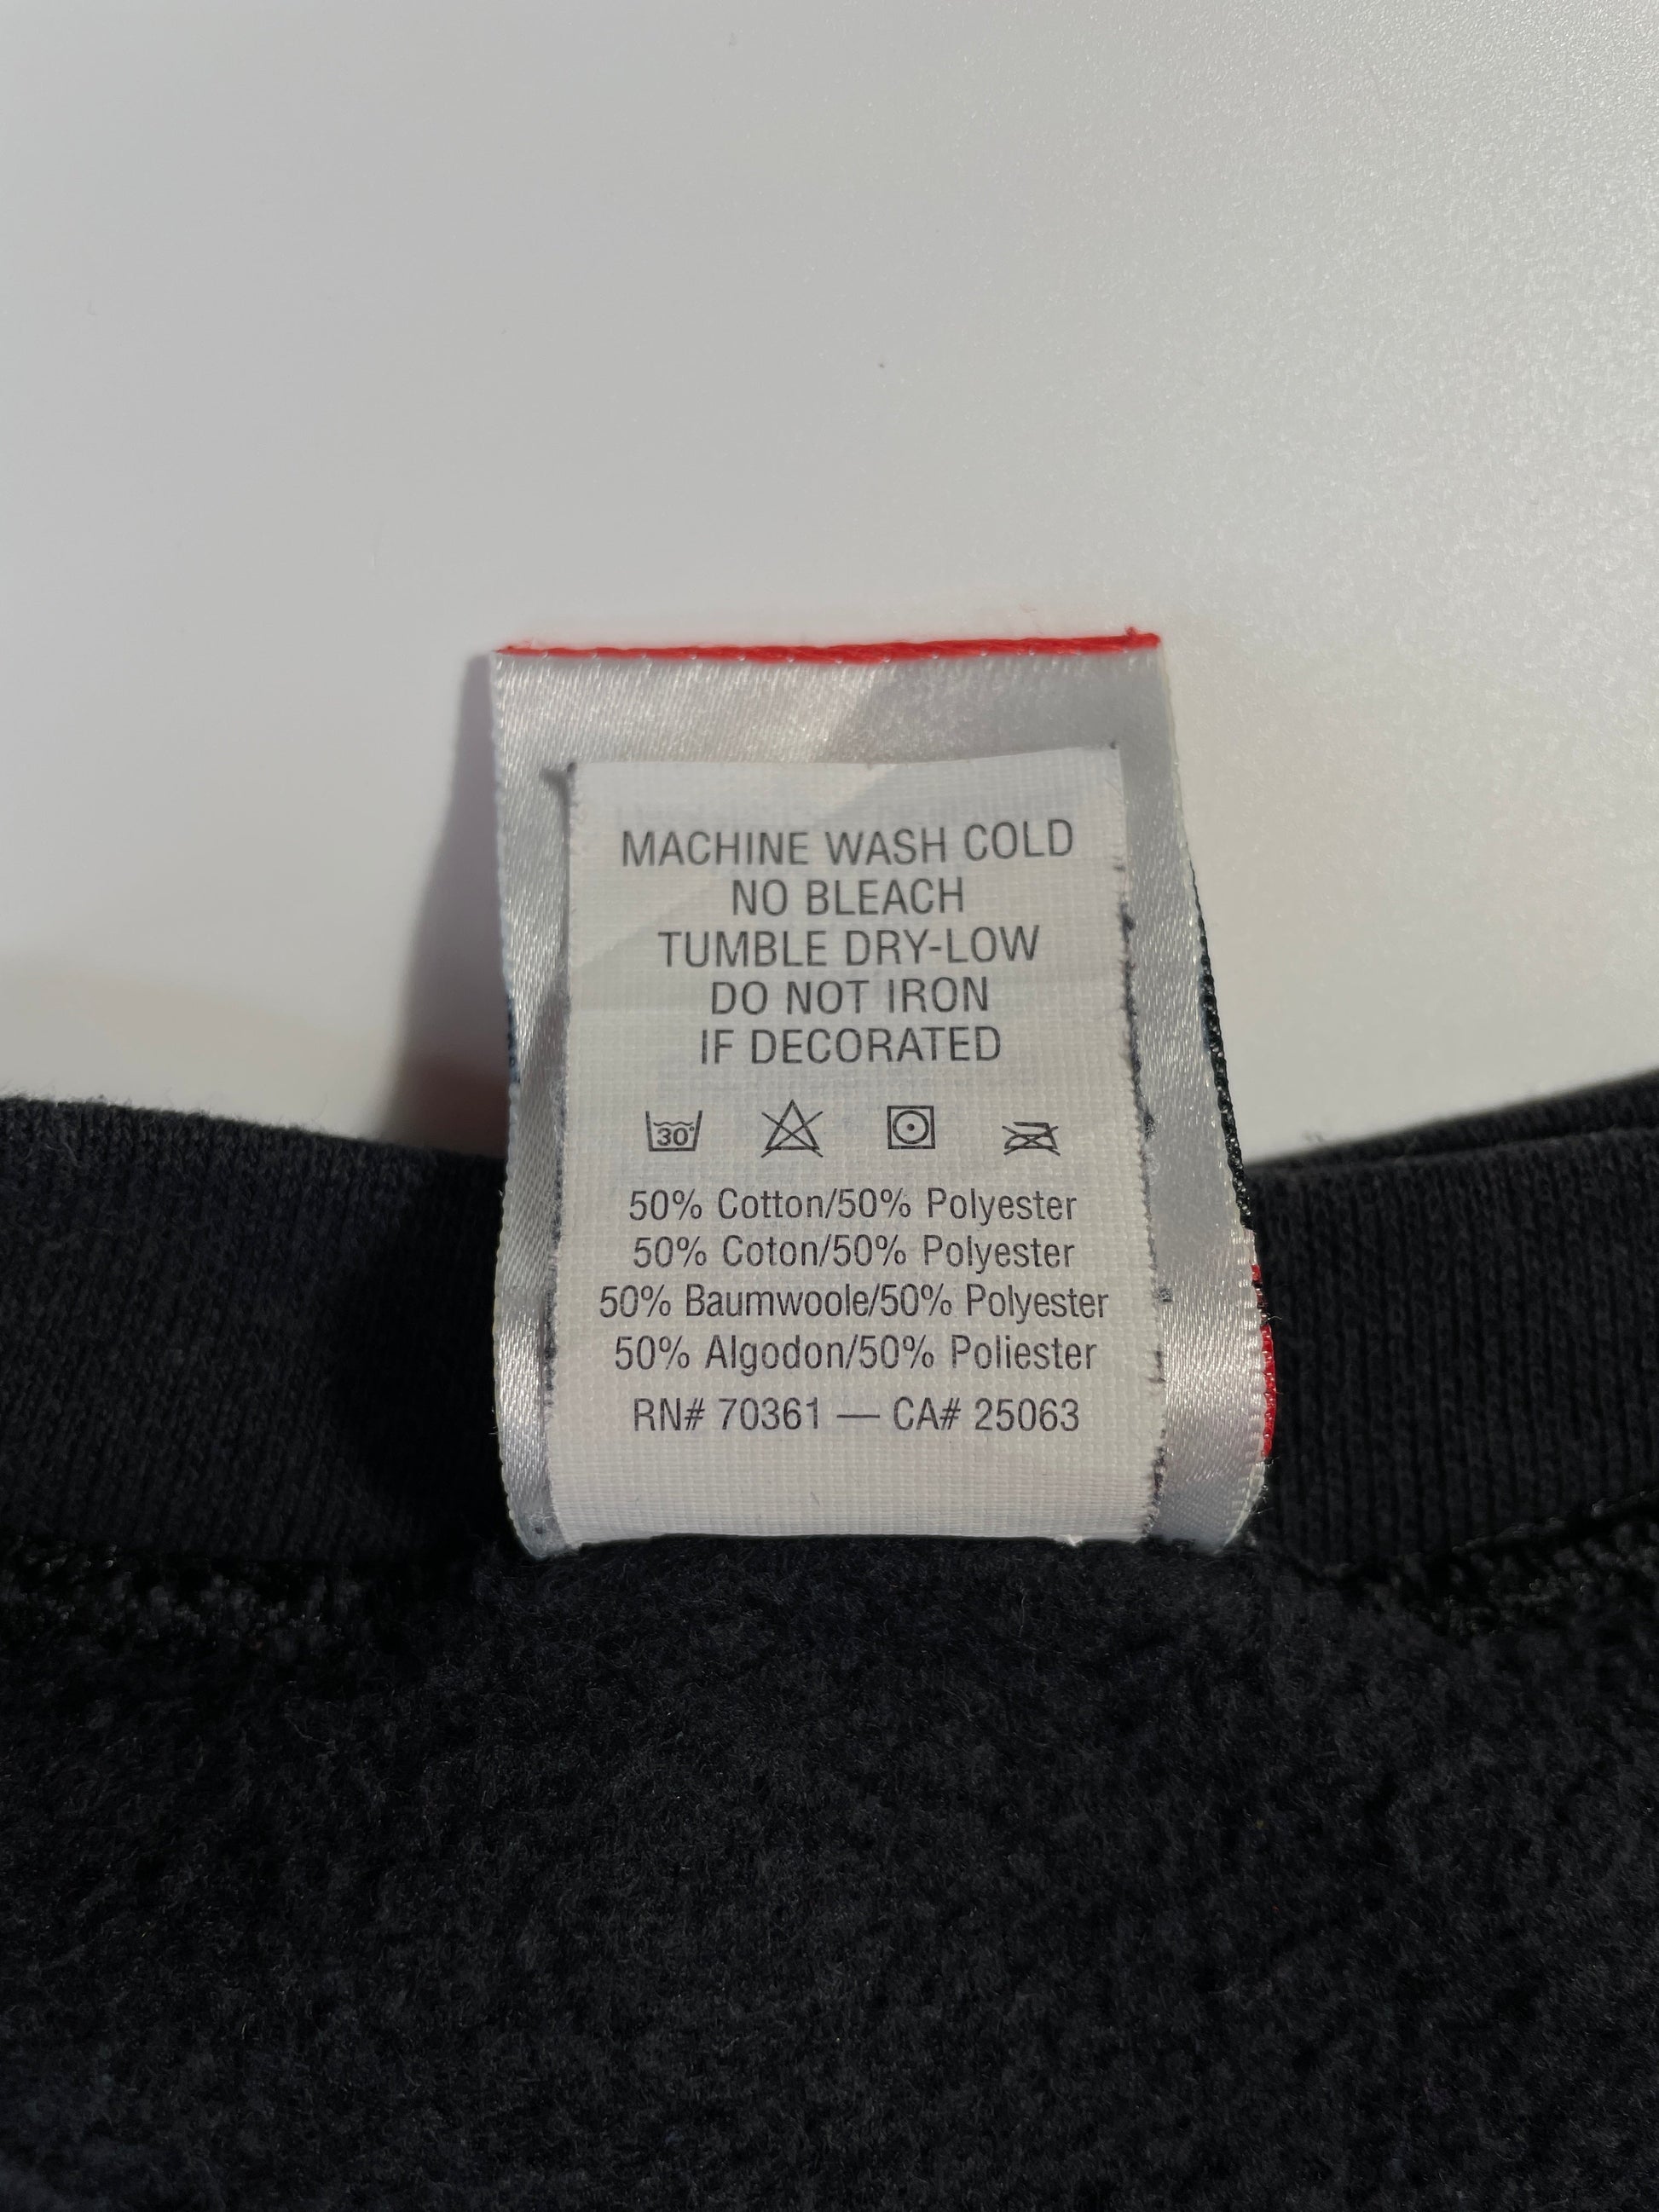 MACHINE WASH COLD
NO BLEACH
TUMBLE DRY-LOW
DO NOT IRON
IF DECORATED
30°
50% Cotton/50% Polyester
50% Coton/50% Polyester
50% Baumwoole/50% Polyester
50% Algodon/50% Poliester
RN# 70361 — CA# 25063